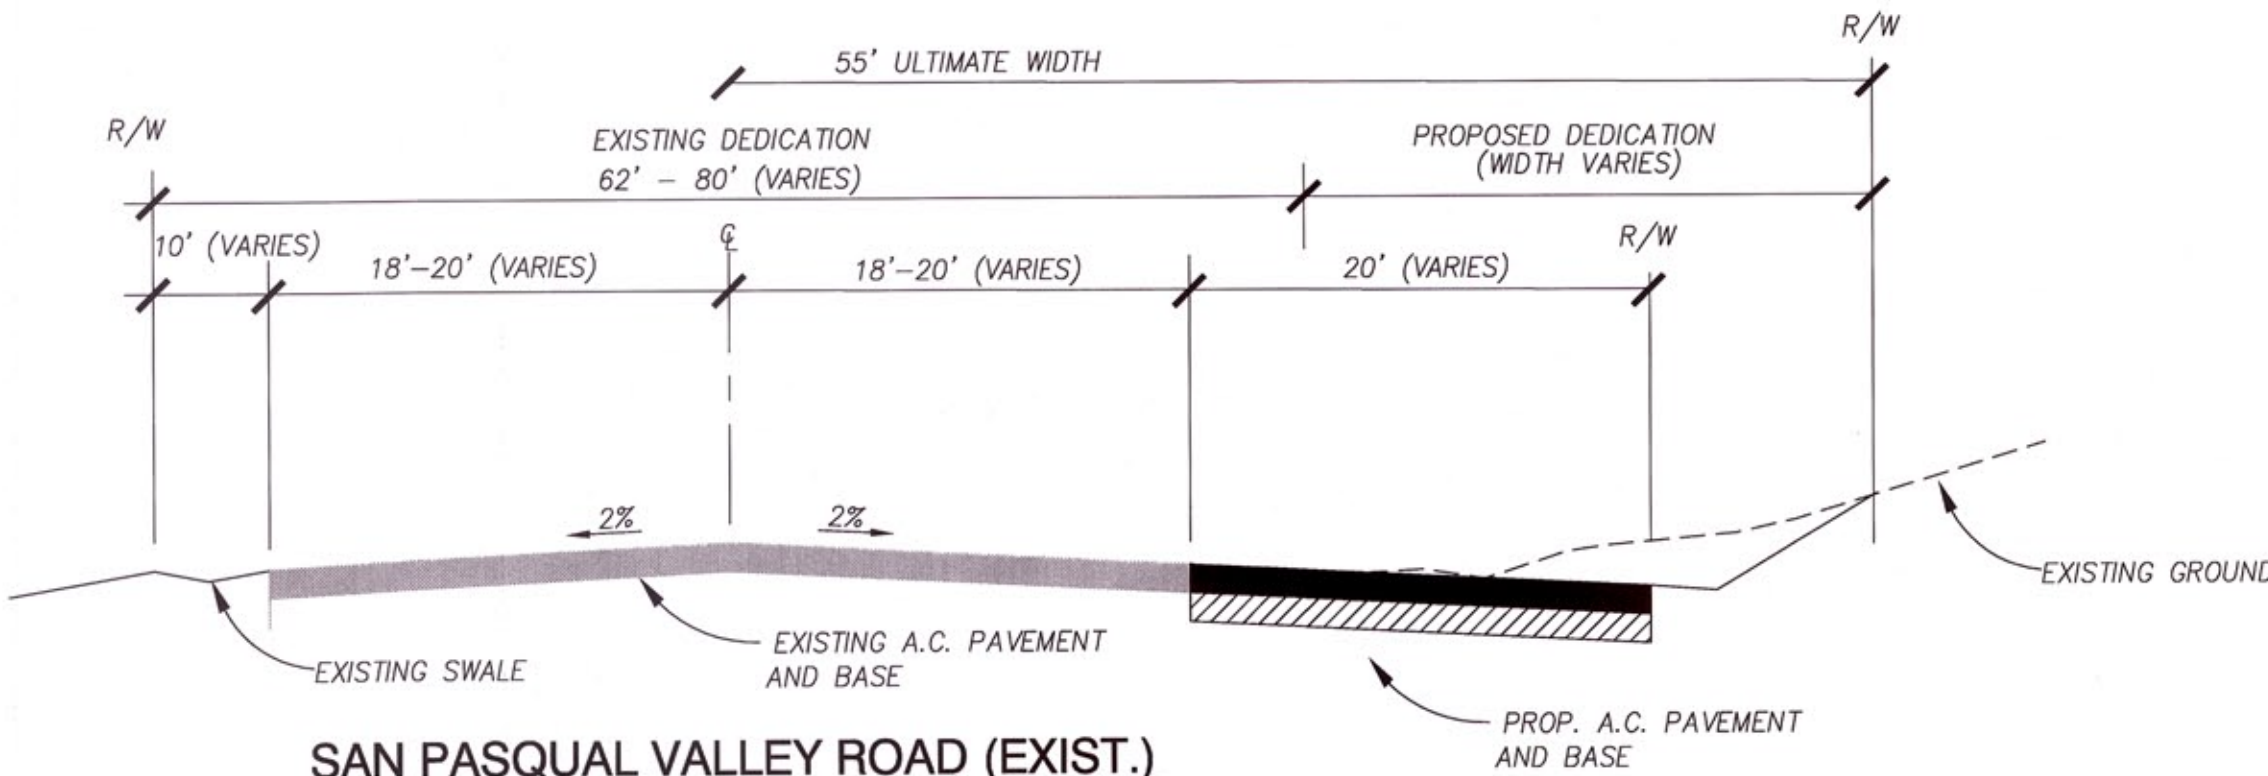 R/W
55' ULTIMATE WIDTH
R/W
EXISTING DEDICATION
62' - 80' (VARIES)
PROPOSED DEDICATION
(WIDTH VARIES)
10' (VARIES)
18'-20' (VARIES)
℄
18'-20' (VARIES)
R/W
20' (VARIES)
2%
2%
EXISTING GROUND
EXISTING SWALE
EXISTING A.C. PAVEMENT
AND BASE
PROP. A.C. PAVEMENT
AND BASE
SAN PASQUAL VALLEY ROAD (EXIST.)